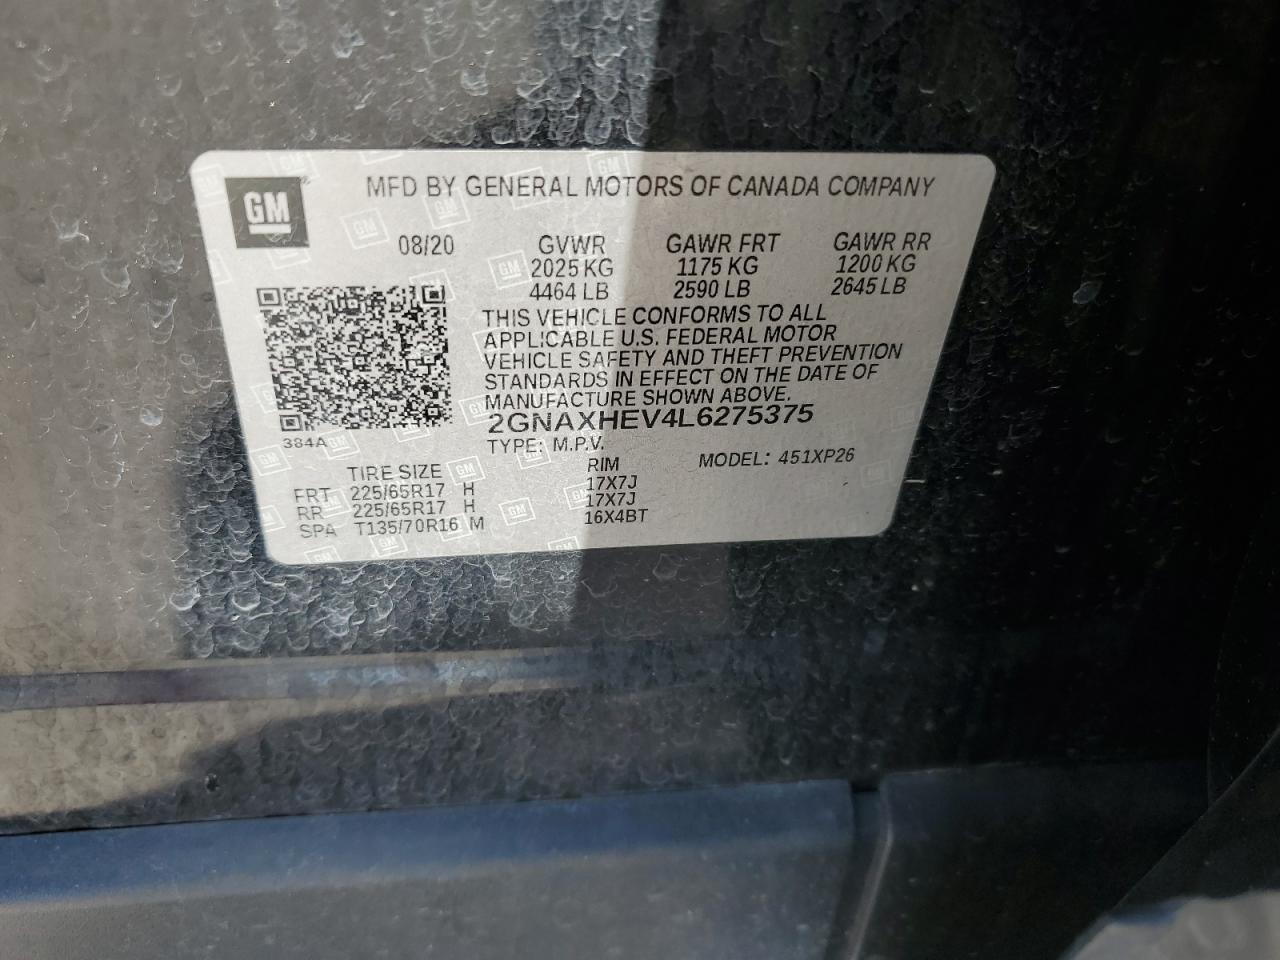 GM
MFD BY GENERAL MOTORS OF CANADA COMPANY
08/20 GVWR GAWR FRT GAWR RR
2025 KG 1175 KG 1200 KG
4464 LB 2590 LB 2645 LB
THIS VEHICLE CONFORMS TO ALL
APPLICABLE U.S. FEDERAL MOTOR
VEHICLE SAFETY AND THEFT PREVENTION
STANDARDS IN EFFECT ON THE DATE OF
MANUFACTURE SHOWN ABOVE.
2GNAXHEV4L6275375
384A
TYPE: M.P.V. MODEL: 451XP26
TIRE SIZE RIM
FRT 225/65R17 H 17X7J
RR 225/65R17 H 17X7J
SPA T135/70R16 M 16X4BT